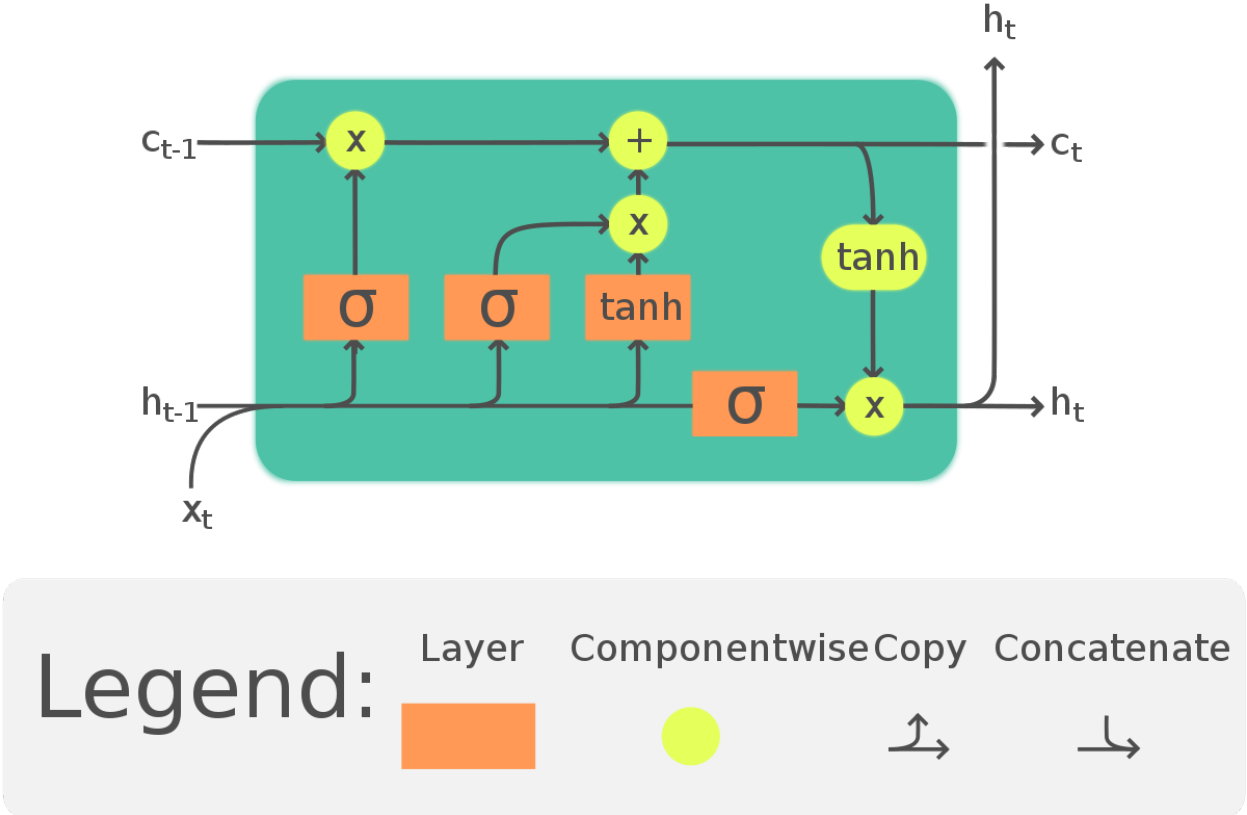 h_t
c_t-1
x
+
c_t
x
tanh
σ
σ
tanh
h_t-1
σ
x
h_t
x_t
Legend:
Layer
Componentwise
Copy
Concatenate